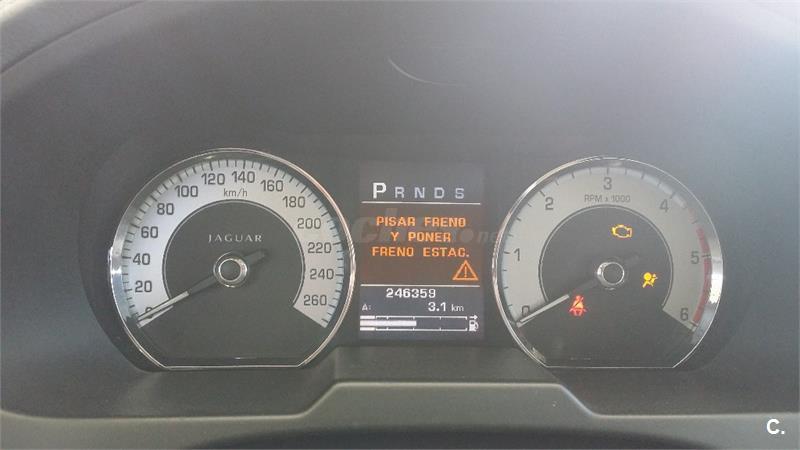 0
20
40
60
80
100
120
140
160
180
200
220
240
260
km/h
JAGUAR
P R N D S
PISAR FRENO
Y PONER
FRENO ESTAC.
246359
A: 3.1 km
0
1
2
3
4
5
6
RPM x 1000
C.